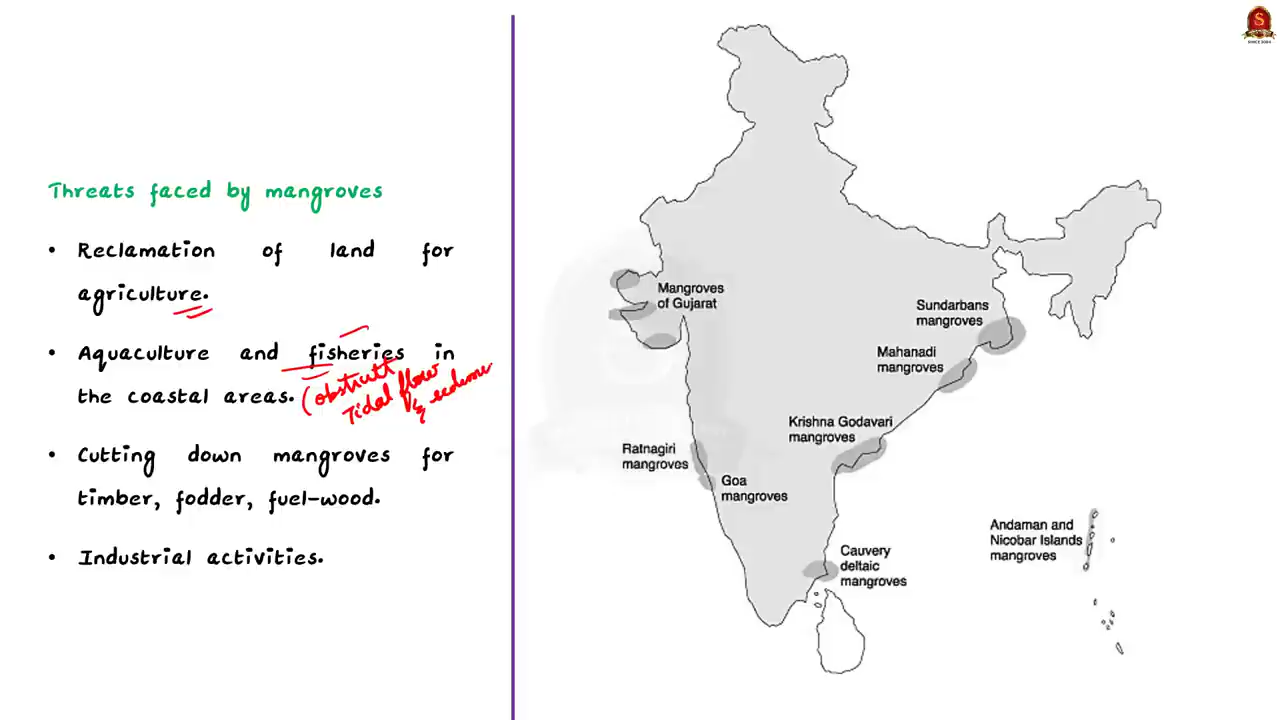 Threats faced by mangroves
• Reclamation of land for
agriculture.
• Aquaculture and fisheries in
the coastal areas.
(obstruct
Tidal flow
&
• Cutting down mangroves for
timber, fodder, fuel-wood.
• Industrial activities.
Mangroves
of Gujarat
Sundarbans
mangroves
Mahanadi
mangroves
Krishna Godavari
mangroves
Ratnagiri
mangroves
Goa
mangroves
Andaman and
Nicobar Islands
mangroves
Cauvery
deltaic
mangroves
S
SINCE 2004